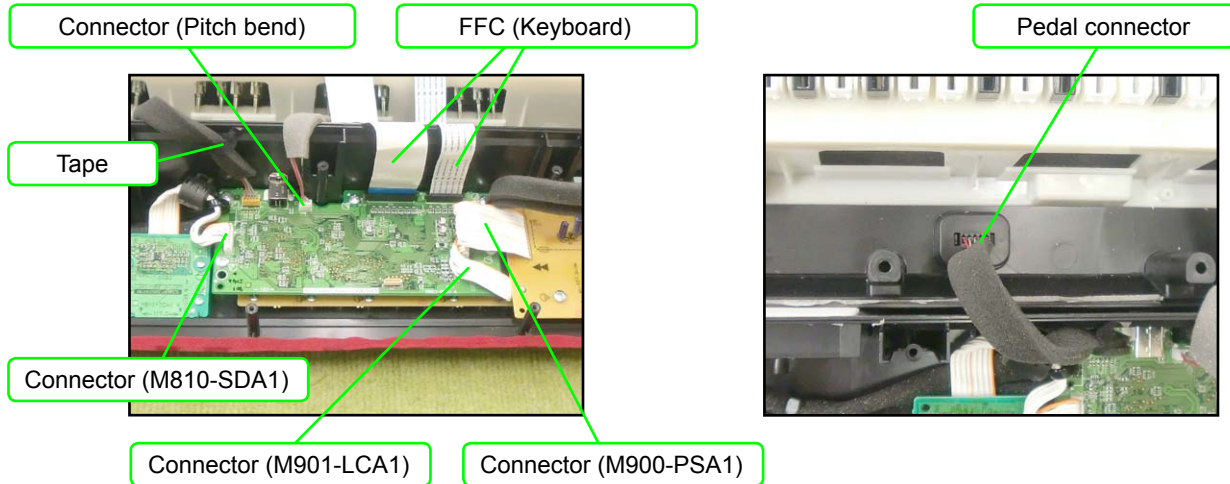 Connector (Pitch bend)
FFC (Keyboard)
Pedal connector
Tape
Connector (M810-SDA1)
Connector (M901-LCA1)
Connector (M900-PSA1)